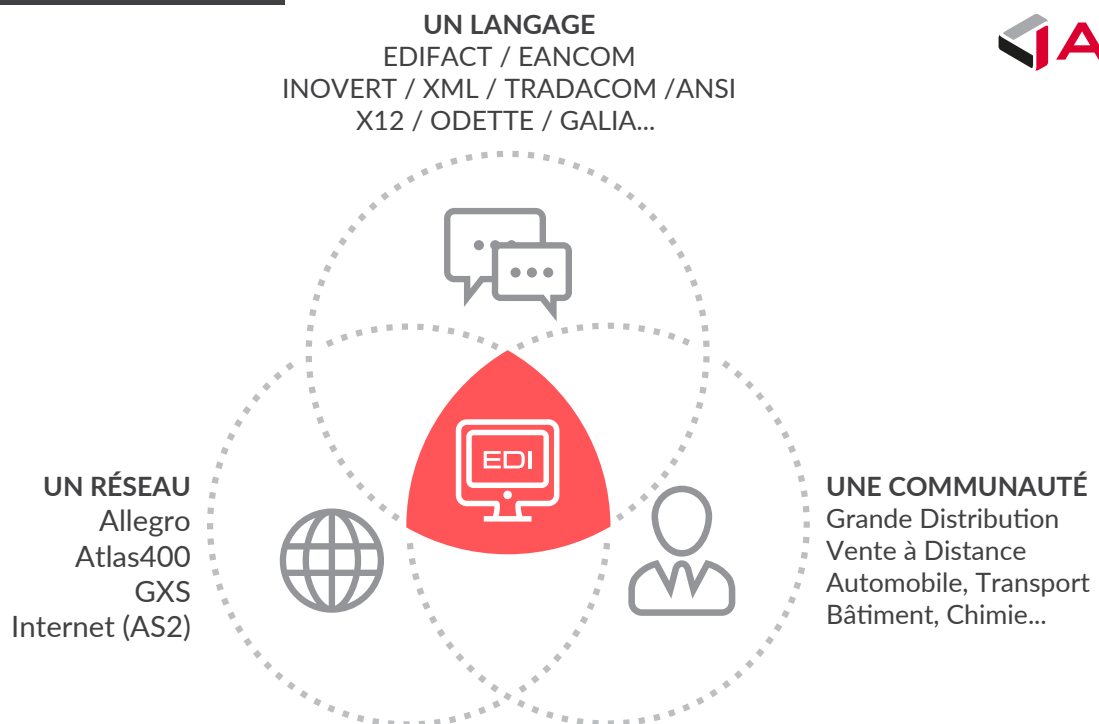 UN LANGAGE
EDIFACT / EANCOM
INOVERT / XML / TRADACOM /ANSI
X12 / ODETTE / GALIA...
A
EDI
UN RÉSEAU
Allegro
Atlas400
GXS
Internet (AS2)
UNE COMMUNAUTÉ
Grande Distribution
Vente à Distance
Automobile, Transport
Bâtiment, Chimie...